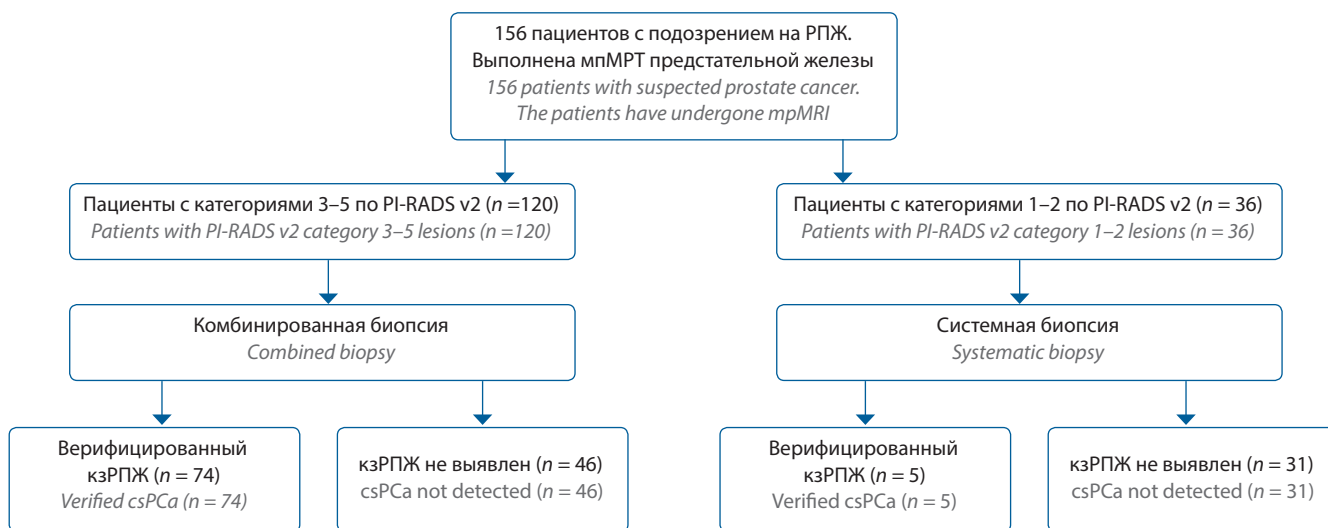 156 пациентов с подозрением на РПЖ.
Выполнена мпМРТ предстательной железы
156 patients with suspected prostate cancer.
The patients have undergone mpMRI
Пациенты с категориями 3–5 по PI-RADS v2 (n =120)
Patients with PI-RADS v2 category 3–5 lesions (n =120)
Пациенты с категориями 1–2 по PI-RADS v2 (n = 36)
Patients with PI-RADS v2 category 1–2 lesions (n = 36)
Комбинированная биопсия
Combined biopsy
Системная биопсия
Systematic biopsy
Верифицированный
кзРПЖ (n = 74)
Verified csPCa (n = 74)
кзРПЖ не выявлен (n = 46)
csPCa not detected (n = 46)
Верифицированный
кзРПЖ (n = 5)
Verified csPCa (n = 5)
кзРПЖ не выявлен (n = 31)
csPCa not detected (n = 31)